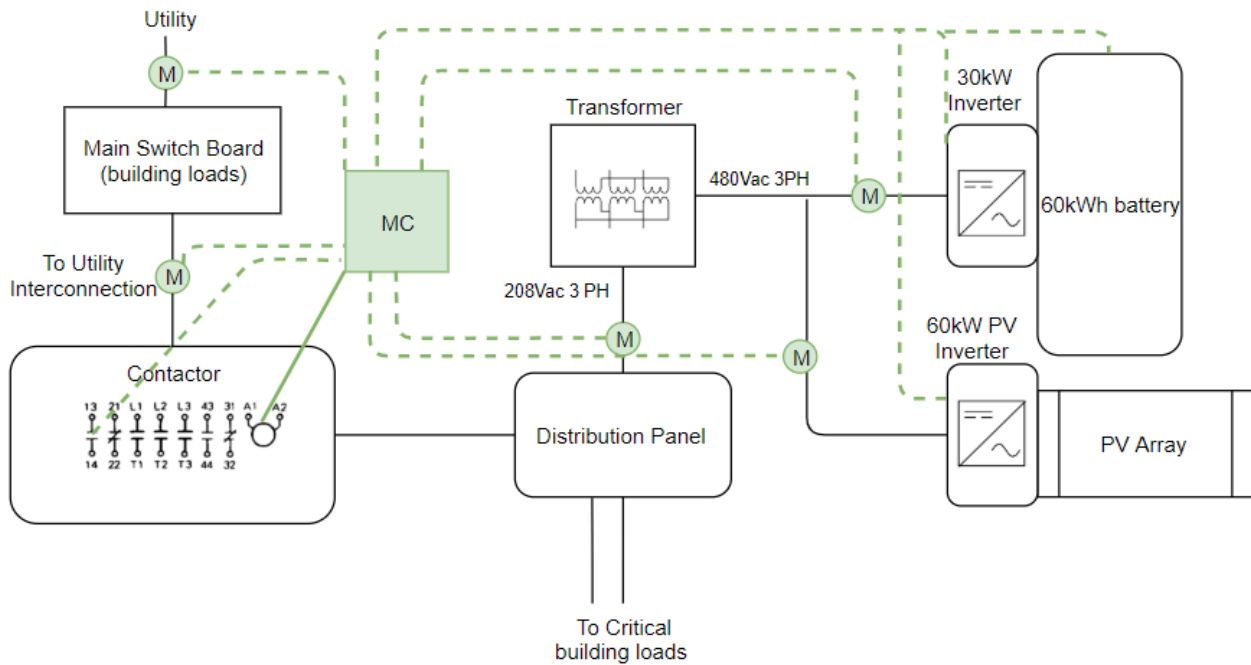 Utility
M
Main Switch Board
(building loads)
To Utility
Interconnection
M
MC
Transformer
480Vac 3PH
M
30kW
Inverter
60kWh battery
208Vac 3 PH
M
M
60kW PV
Inverter
PV Array
Contactor
13 21 L1 L2 L3 43 31 A1 A2
14 22 T1 T2 T3 44 32
Distribution Panel
To Critical
building loads